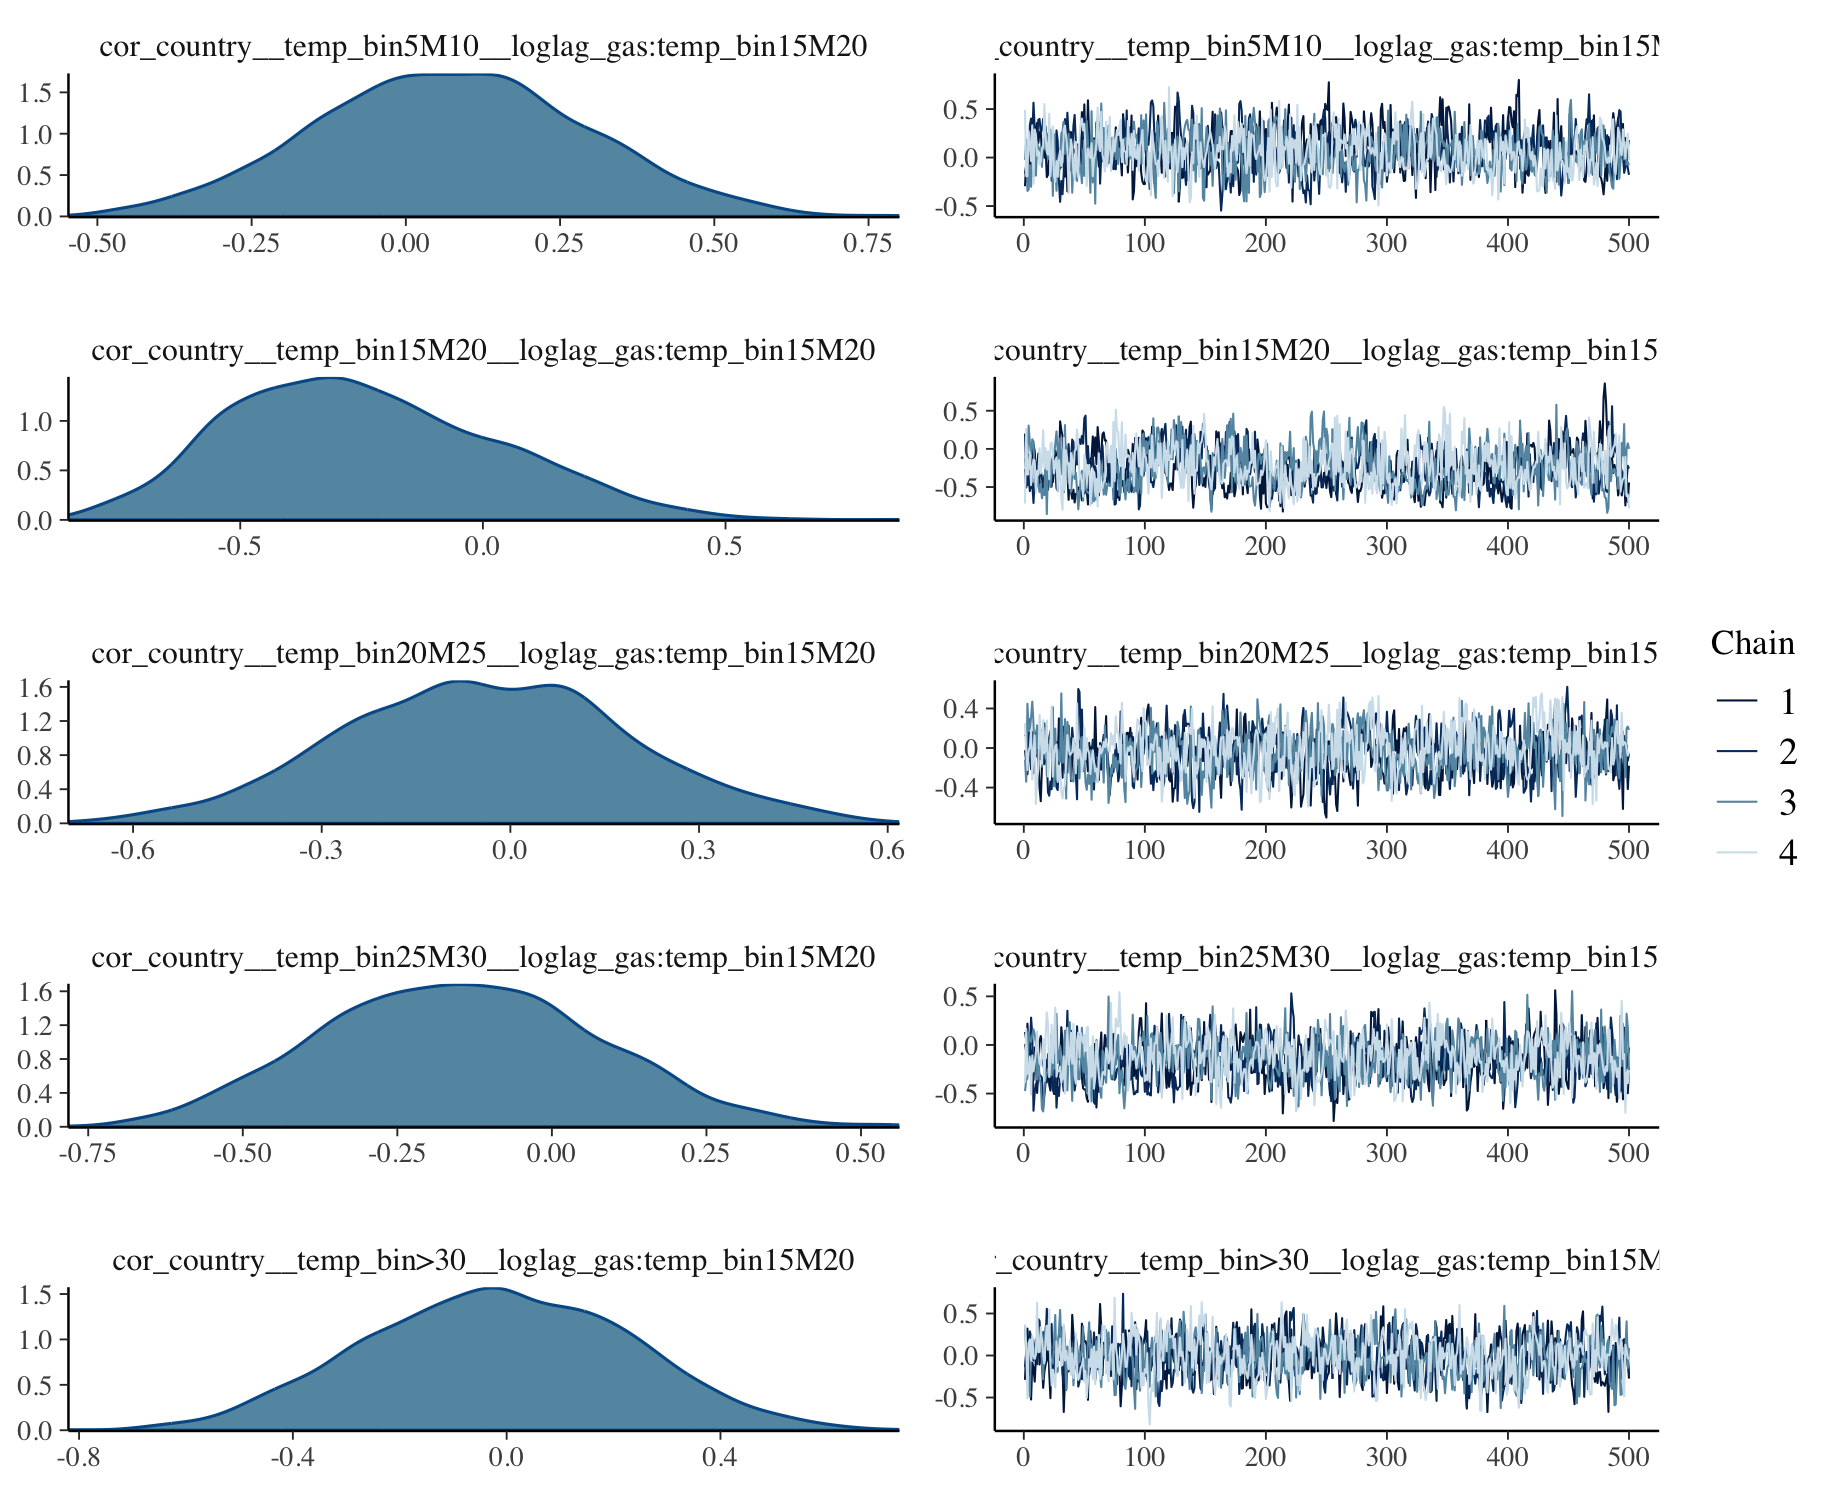 cor_country__temp_bin5M10__loglag_gas:temp_bin15M20
1.5
1.0
0.5
0.0
-0.50 -0.25 0.00 0.25 0.50 0.75
_country__temp_bin5M10__loglag_gas:temp_bin15M
0.5
0.0
-0.5
0 100 200 300 400 500
cor_country__temp_bin15M20__loglag_gas:temp_bin15M20
1.0
0.5
0.0
-0.5 0.0 0.5
country__temp_bin15M20__loglag_gas:temp_bin15
0.5
0.0
-0.5
0 100 200 300 400 500
cor_country__temp_bin20M25__loglag_gas:temp_bin15M20
1.6
1.2
0.8
0.4
0.0
-0.6 -0.3 0.0 0.3 0.6
country__temp_bin20M25__loglag_gas:temp_bin15
0.4
0.0
-0.4
0 100 200 300 400 500
cor_country__temp_bin25M30__loglag_gas:temp_bin15M20
1.6
1.2
0.8
0.4
0.0
-0.75 -0.50 -0.25 0.00 0.25 0.50
country__temp_bin25M30__loglag_gas:temp_bin15
0.5
0.0
-0.5
0 100 200 300 400 500
cor_country__temp_bin>30__loglag_gas:temp_bin15M20
1.5
1.0
0.5
0.0
-0.8 -0.4 0.0 0.4
_country__temp_bin>30__loglag_gas:temp_bin15M
0.5
0.0
-0.5
0 100 200 300 400 500
Chain
1
2
3
4